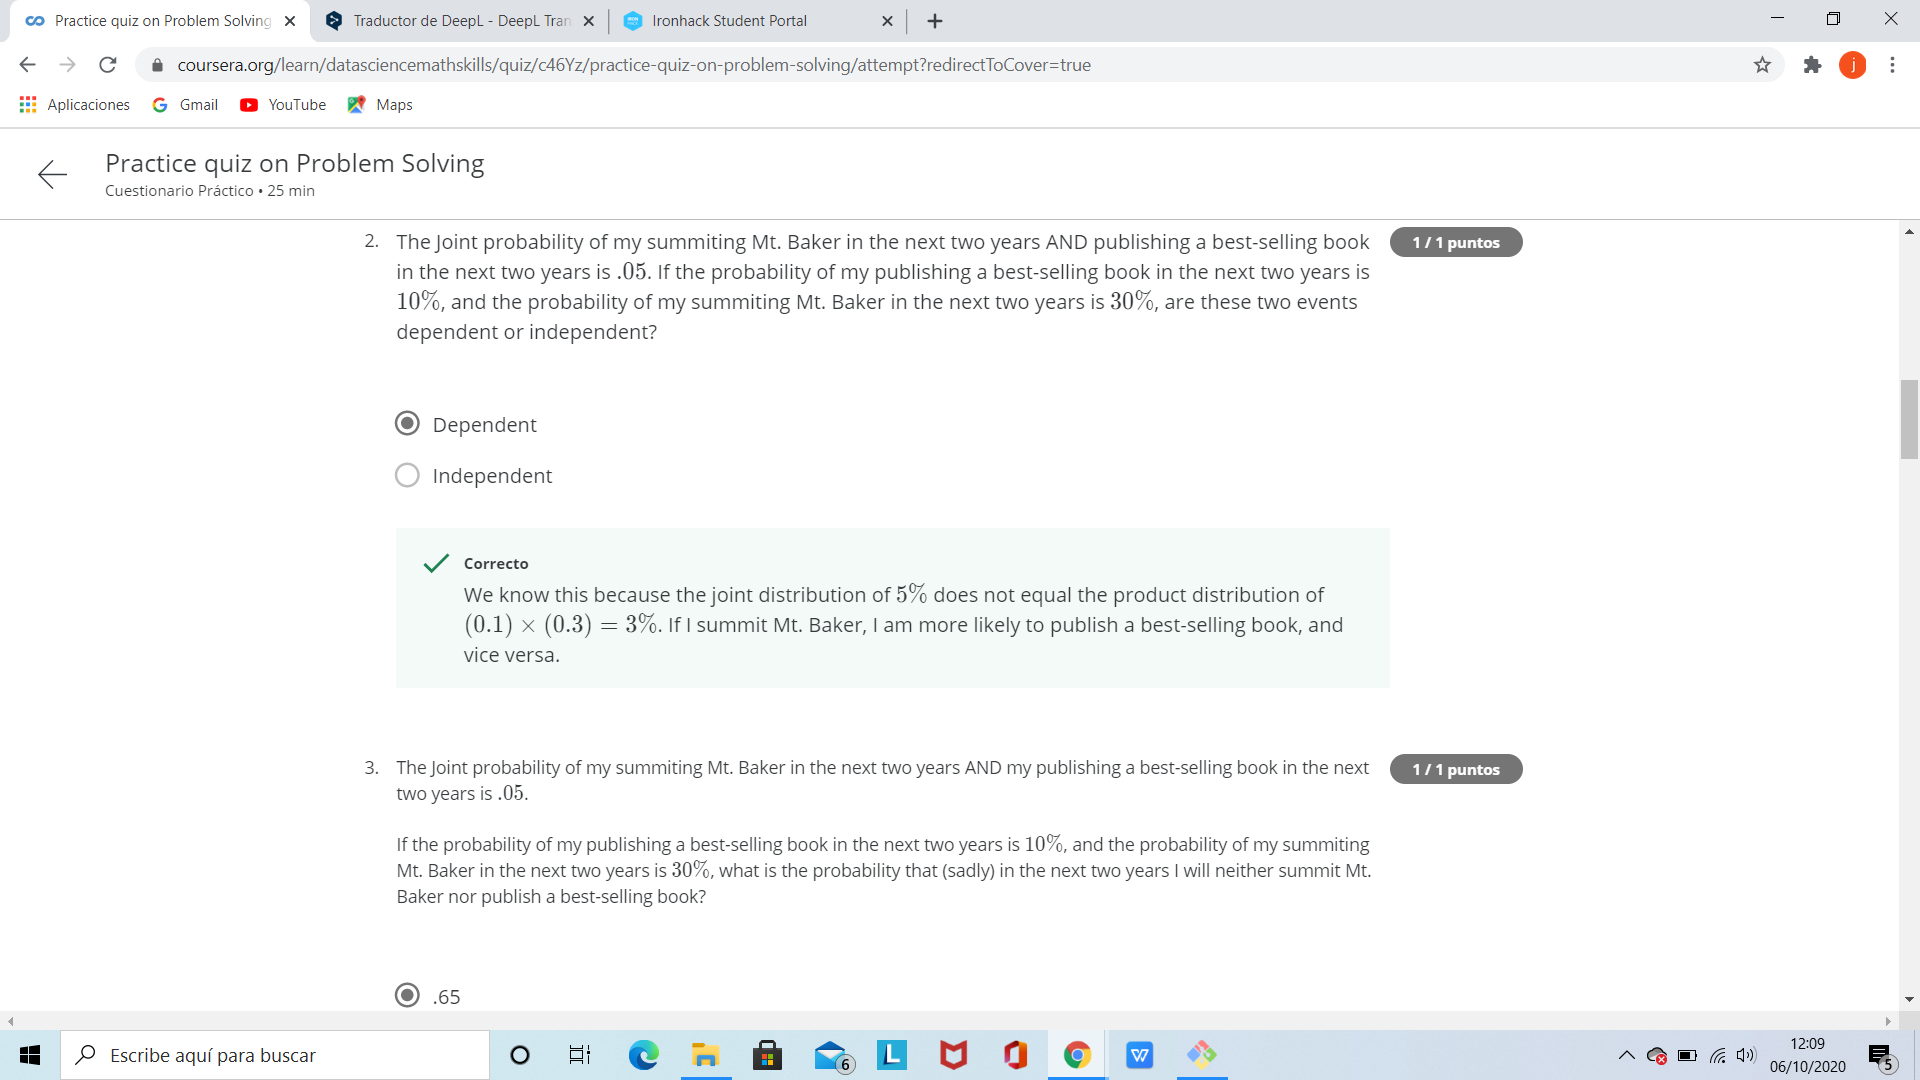 Practice quiz on Problem Solving
Traductor de DeepL - DeepL Tran
Ironhack Student Portal
coursera.org/learn/datasciencemathskills/quiz/c46Yz/practice-quiz-on-problem-solving/attempt?redirectToCover=true
j
Aplicaciones
Gmail
YouTube
Maps
Practice quiz on Problem Solving
Cuestionario Práctico • 25 min
2. The Joint probability of my summiting Mt. Baker in the next two years AND publishing a best-selling book
1 / 1 puntos
in the next two years is .05. If the probability of my publishing a best-selling book in the next two years is
10%, and the probability of my summiting Mt. Baker in the next two years is 30%, are these two events
dependent or independent?
Dependent
Independent
Correcto
We know this because the joint distribution of 5% does not equal the product distribution of
(0.1) × (0.3) = 3%. If I summit Mt. Baker, I am more likely to publish a best-selling book, and
vice versa.
3. The Joint probability of my summiting Mt. Baker in the next two years AND my publishing a best-selling book in the next
1 / 1 puntos
two years is .05.
If the probability of my publishing a best-selling book in the next two years is 10%, and the probability of my summiting
Mt. Baker in the next two years is 30%, what is the probability that (sadly) in the next two years I will neither summit Mt.
Baker nor publish a best-selling book?
.65
Escribe aquí para buscar
6
L
W
12:09
06/10/2020
5